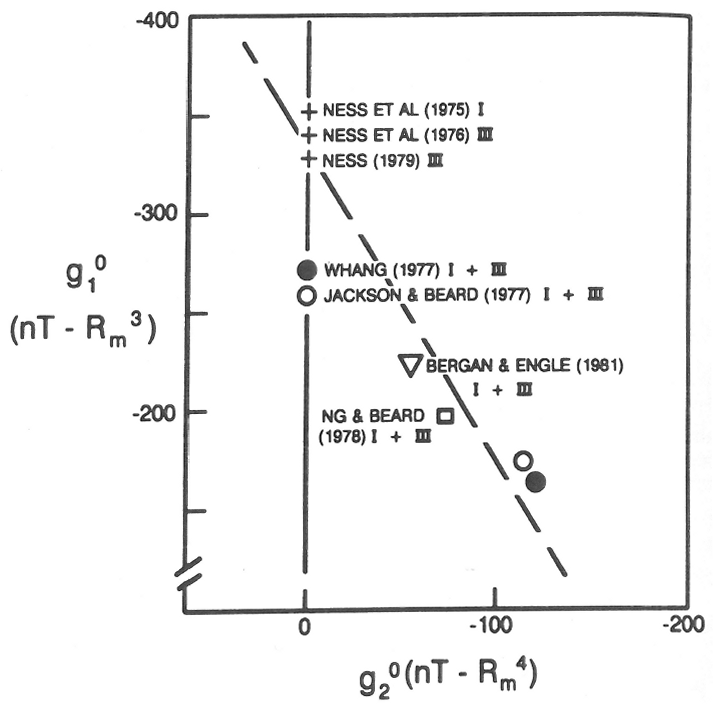 -400
+ NESS ET AL (1975) I
+ NESS ET AL (1976) III
+ NESS (1979) III
-300
g₁⁰
(nT - Rₘ³)
WHANG (1977) I + III
JACKSON & BEARD (1977) I + III
BERGAN & ENGLE (1981)
I + III
-200
NG & BEARD
(1978) I + III
0
-100
-200
g₂⁰(nT - Rₘ⁴)